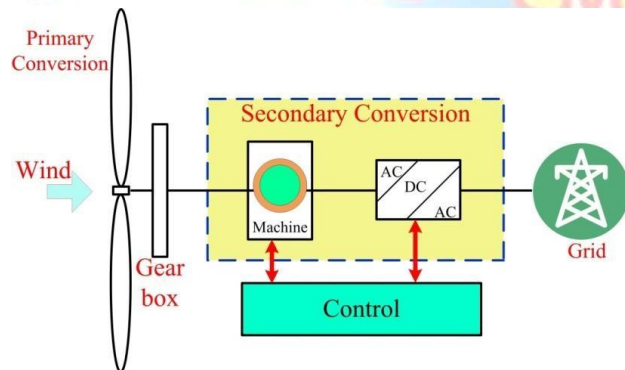 Primary
Conversion
Secondary Conversion
Wind
AC
DC
AC
Machine
Gear
box
Grid
Control